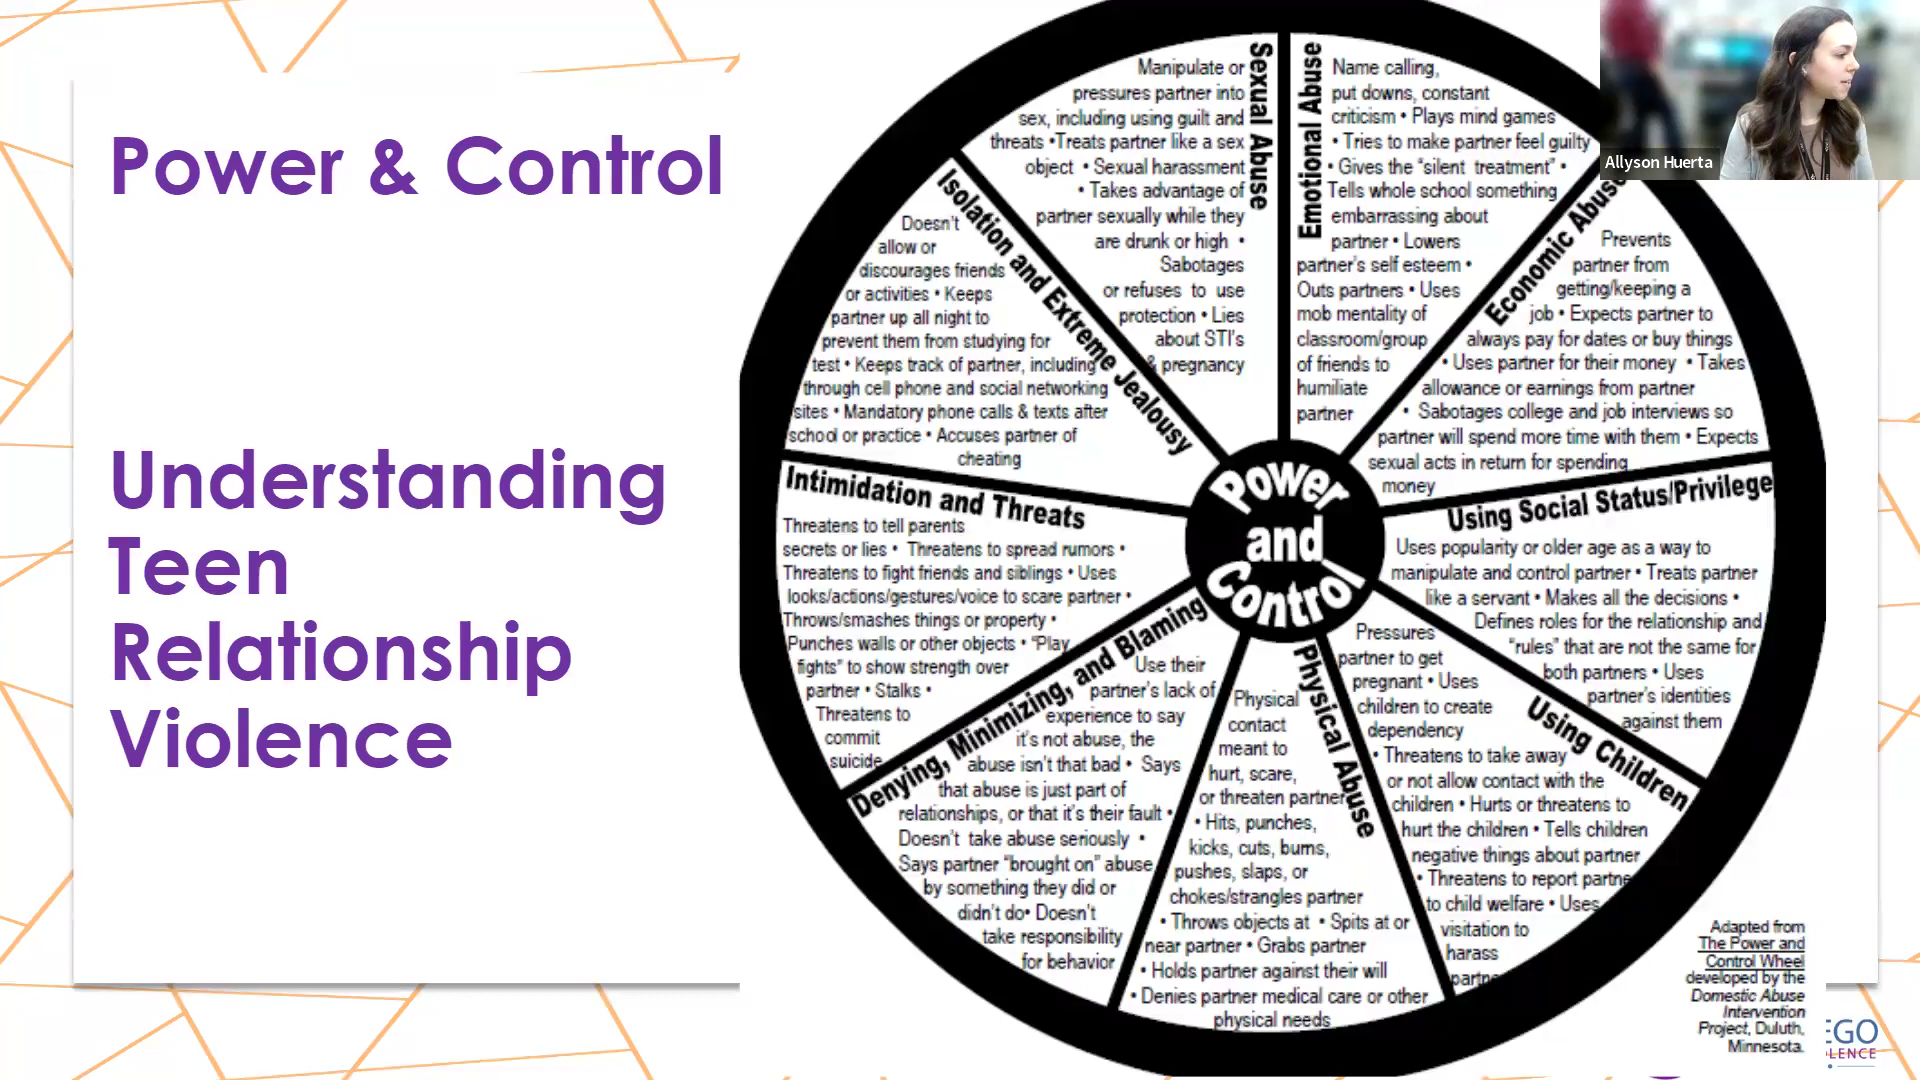 Power & Control
Understanding
Teen
Relationship
Violence
Sexual Abuse
Manipulate or
pressures partner into
sex, including using guilt and
threats •Treats partner like a sex
object • Sexual harassment
• Takes advantage of
partner sexually while they
are drunk or high •
Sabotages
or refuses to use
protection • Lies
about STI's
& pregnancy
Emotional Abuse
Name calling,
put downs, constant
criticism • Plays mind games
• Tries to make partner feel guilty
• Gives the “silent treatment” •
Tells whole school something
embarrassing about
partner • Lowers
partner's self esteem •
Outs partners • Uses
mob mentality of
classroom/group
of friends to
humiliate
partner
Economic Abuse
Prevents
partner from
getting/keeping a
job • Expects partner to
always pay for dates or buy things
• Uses partner for their money • Takes
allowance or earnings from partner
• Sabotages college and job interviews so
partner will spend more time with them • Expects
sexual acts in return for spending
money
Using Social Status/Privilege
Uses popularity or older age as a way to
manipulate and control partner • Treats partner
like a servant • Makes all the decisions •
Defines roles for the relationship and
“rules” that are not the same for
both partners • Uses
partner's identities
against them
Using Children
Pressures
partner to get
pregnant • Uses
children to create
dependency
• Threatens to take away
or not allow contact with the
children • Hurts or threatens to
hurt the children • Tells children
negative things about partner
• Threatens to report partne
to child welfare • Uses
visitation to
harass
partne
Physical Abuse
Physical
contact
meant to
hurt, scare,
or threaten partner
• Hits, punches,
kicks, cuts, burns,
pushes, slaps, or
chokes/strangles partner
• Throws objects at • Spits at or
near partner • Grabs partner
• Holds partner against their will
• Denies partner medical care or other
physical needs
Denying, Minimizing, and Blaming
Use their
partner's lack of
experience to say
it's not abuse, the
abuse isn't that bad • Says
that abuse is just part of
relationships, or that it's their fault •
Doesn't take abuse seriously •
Says partner “brought on” abuse
by something they did or
didn't do• Doesn't
take responsibility
for behavior
Intimidation and Threats
Threatens to tell parents
secrets or lies • Threatens to spread rumors •
Threatens to fight friends and siblings • Uses
looks/actions/gestures/voice to scare partner •
Throws/smashes things or property •
Punches walls or other objects • “Play
fights” to show strength over
partner • Stalks •
Threatens to
commit
suicide
Isolation and Extreme Jealousy
Doesn't
allow or
discourages friends
or activities • Keeps
partner up all night to
prevent them from studying for
test • Keeps track of partner, including
through cell phone and social networking
sites • Mandatory phone calls & texts after
school or practice • Accuses partner of
cheating
Power
and
Control
Allyson Huerta
Adapted from
The Power and
Control Wheel
developed by the
Domestic Abuse
Intervention
Project, Duluth,
Minnesota.
EGO
LENCE